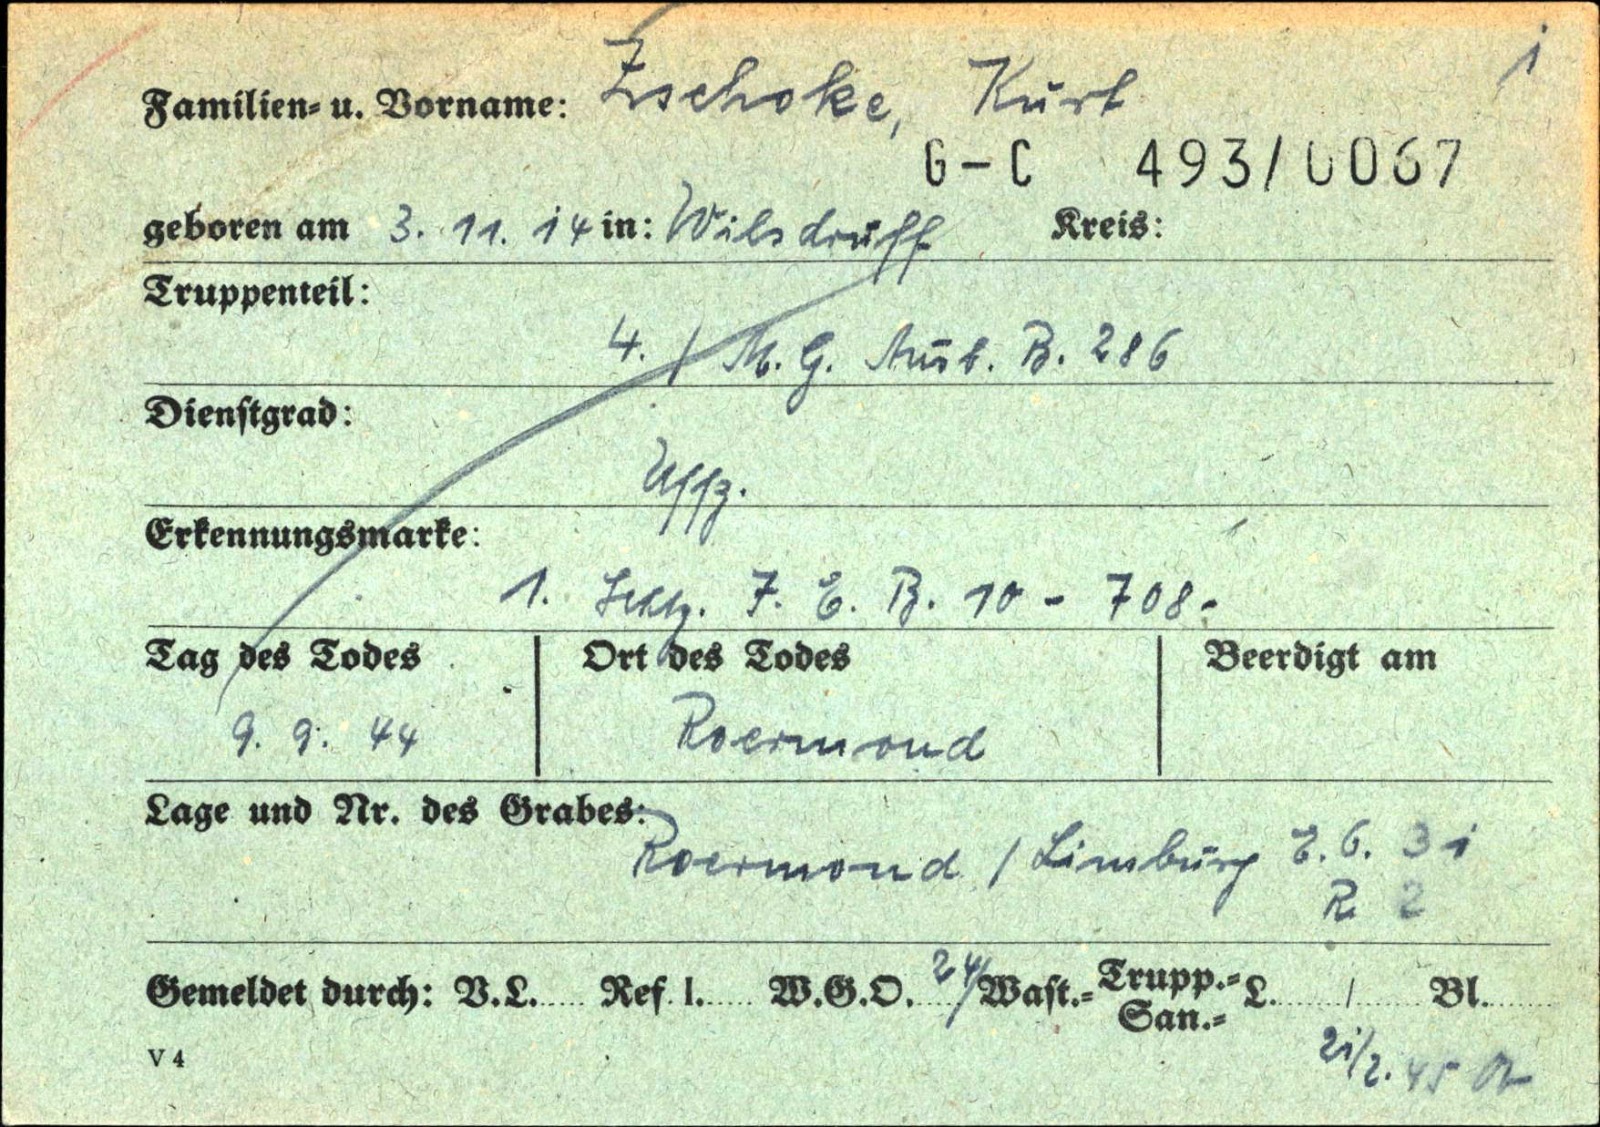 1
Familien- u. Vorname: Zschoke, Kurt
G-C 493/0067
geboren am 3. 11. 14 in: Wilsdruff Kreis:
Truppenteil:
4. / M. G. Ausb. B. 286
Dienstgrad:
Uffz.
Erkennungsmarke:
1. J. E. B. 10 - 708 -
Tag des Todes Ort des Todes Beerdigt am
9. 9. 44 Roermond
Lage und Nr. des Grabes:
Roermond / Limburg E. G. 31
R. 2
Gemeldet durch: V.L..... Ref. I..... W.G.O. 24/ Wast.- Trupp.- San.- L....../...... Bl......
V 4
21/2. 45